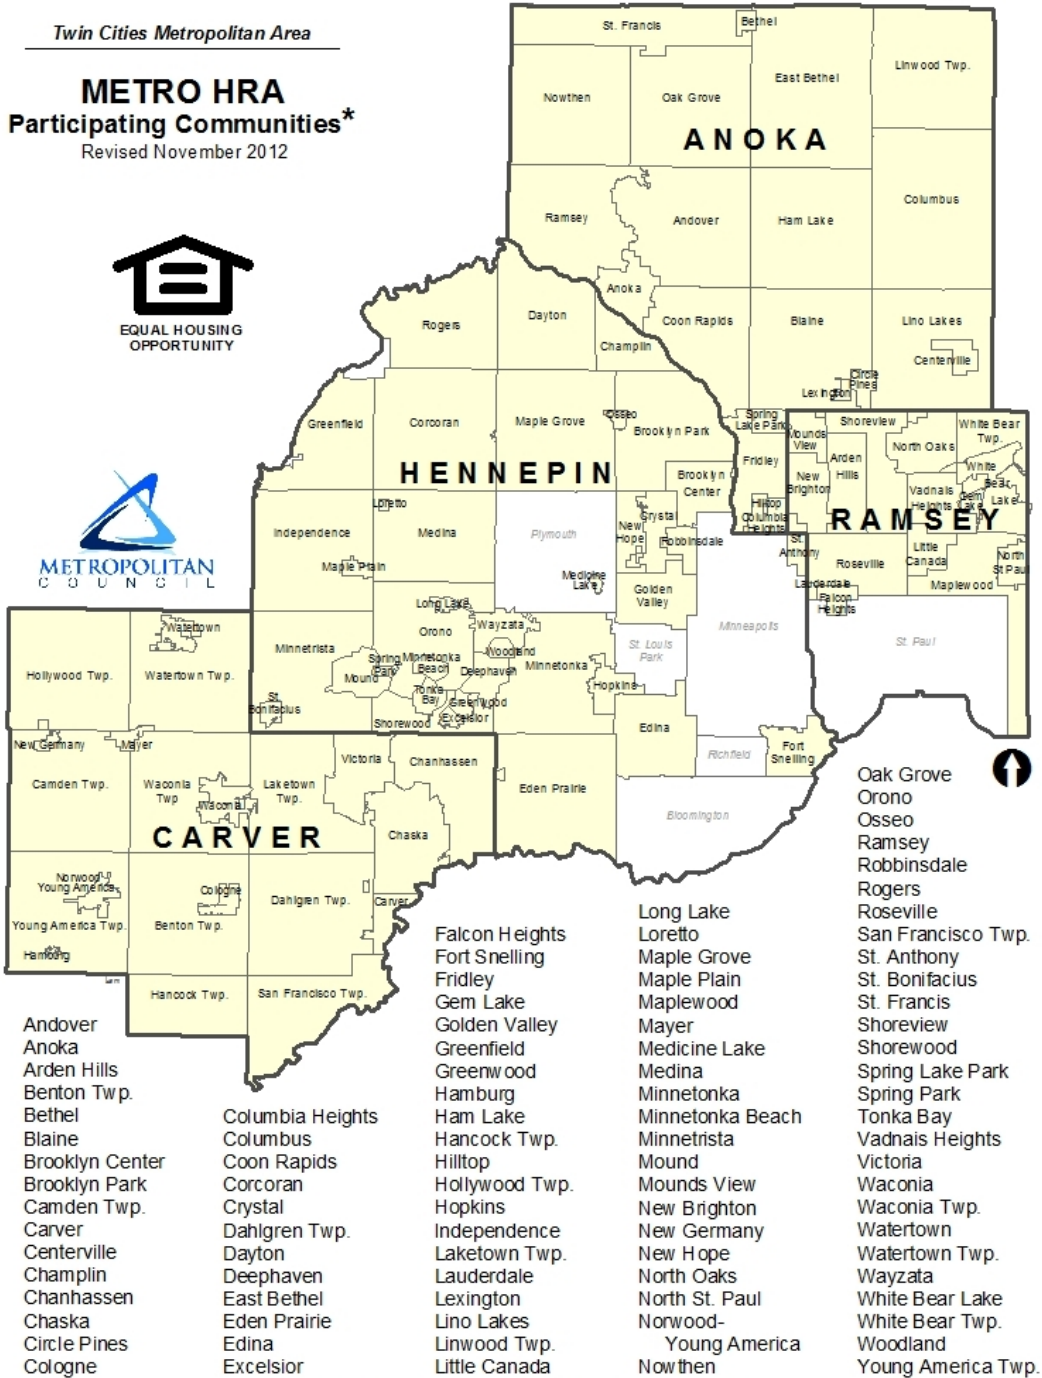 Twin Cities Metropolitan Area
METRO HRA
Participating Communities*
Revised November 2012
EQUAL HOUSING
OPPORTUNITY
METROPOLITAN
COUNCIL
St. Francis
Bethel
Linwood Twp.
East Bethel
Nowthen
Oak Grove
ANOKA
Columbus
Ramsey
Andover
Ham Lake
Anoka
Rogers
Dayton
Coon Rapids
Blaine
Lino Lakes
Champlin
Centerville
Circle
Pines
Lexington
Greenfield
Corcoran
Maple Grove
Osseo
Brooklyn Park
Spring
Lake Park
Mounds
View
Shoreview
North Oaks
White Bear
Twp.
Fridley
Arden
Hills
White
Bear
Lake
HENNEPIN
Brooklyn
Center
New
Brighton
Vadnais
Heights
Gem
Lake
RAMSEY
Loretto
Independence
Medina
Plymouth
Crystal
New
Hope
Robbinsdale
Hilltop
Columbia
Heights
St.
Anthony
Roseville
Little
Canada
North
St Paul
Maple Plain
Medicine
Lake
Golden
Valley
Lauderdale
Maplewood
Falcon
Heights
Long Lake
Orono
Wayzata
Minneapolis
St. Paul
Watertown
Minnetrista
Spring
Park
Minnetonka
Beach
Woodland
Deephaven
Minnetonka
St. Louis
Park
Hollywood Twp.
Watertown Twp.
Mound
Tonka
Bay
Greenwood
Excelsior
Hopkins
St.
Bonifacius
Shorewood
Edina
New Germany
Mayer
Victoria
Chanhassen
Richfield
Fort
Snelling
Camden Twp.
Waconia
Twp
Laketown
Twp.
Eden Prairie
Waconia
Bloomington
CARVER
Chaska
Norwood
Young America
Cologne
Dahlgren Twp.
Carver
Young America Twp.
Benton Twp.
Hamburg
Hancock Twp.
San Francisco Twp.
Andover
Anoka
Arden Hills
Benton Twp.
Bethel
Blaine
Brooklyn Center
Brooklyn Park
Camden Twp.
Carver
Centerville
Champlin
Chanhassen
Chaska
Circle Pines
Cologne
Columbia Heights
Columbus
Coon Rapids
Corcoran
Crystal
Dahlgren Twp.
Dayton
Deephaven
East Bethel
Eden Prairie
Edina
Excelsior
Falcon Heights
Fort Snelling
Fridley
Gem Lake
Golden Valley
Greenfield
Greenwood
Hamburg
Ham Lake
Hancock Twp.
Hilltop
Hollywood Twp.
Hopkins
Independence
Laketown Twp.
Lauderdale
Lexington
Lino Lakes
Linwood Twp.
Little Canada
Long Lake
Loretto
Maple Grove
Maple Plain
Maplewood
Mayer
Medicine Lake
Medina
Minnetonka
Minnetonka Beach
Minnetrista
Mound
Mounds View
New Brighton
New Germany
New Hope
North Oaks
North St. Paul
Norwood-
Young America
Nowthen
Oak Grove
Orono
Osseo
Ramsey
Robbinsdale
Rogers
Roseville
San Francisco Twp.
St. Anthony
St. Bonifacius
St. Francis
Shoreview
Shorewood
Spring Lake Park
Spring Park
Tonka Bay
Vadnais Heights
Victoria
Waconia
Waconia Twp.
Watertown
Watertown Twp.
Wayzata
White Bear Lake
White Bear Twp.
Woodland
Young America Twp.